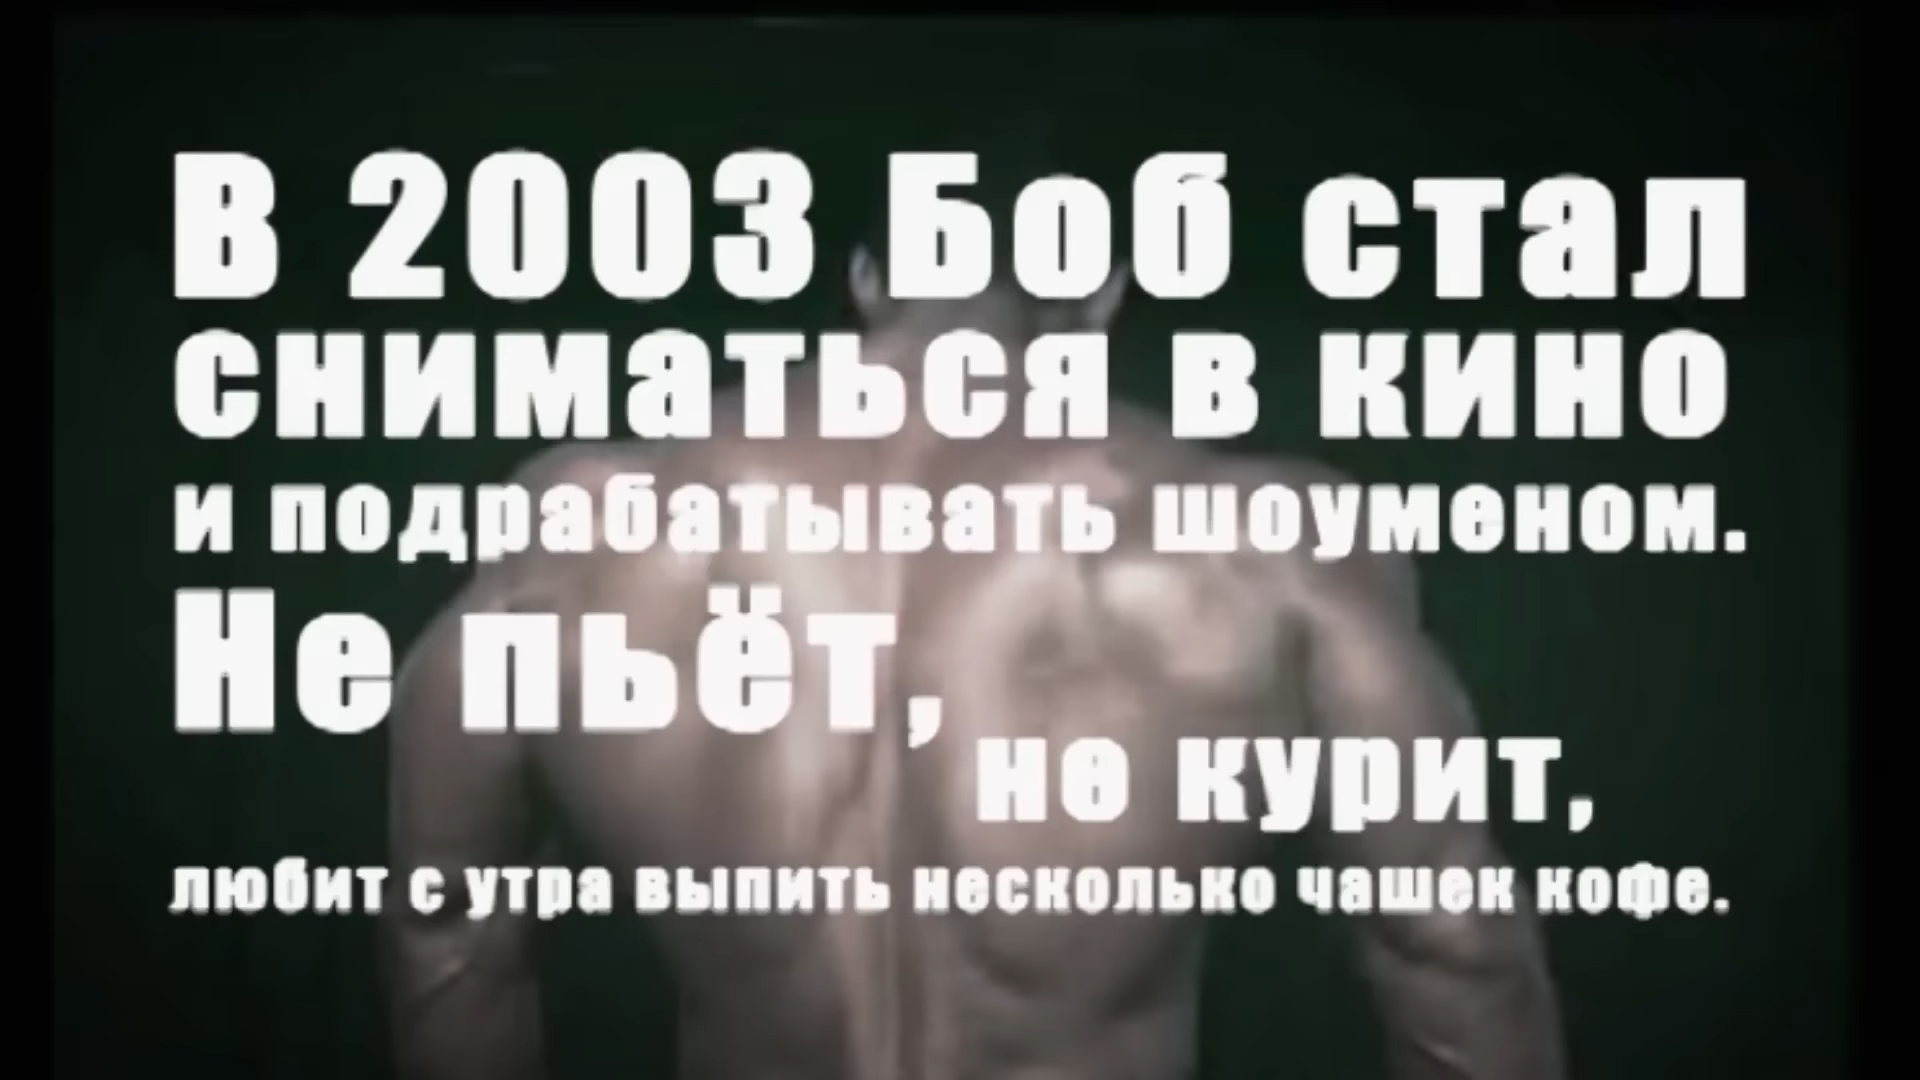 В 2003 Боб стал
сниматься в кино
и подрабатывать шоуменом.
Не пьёт,
не курит,
любит с утра выпить несколько чашек кофе.